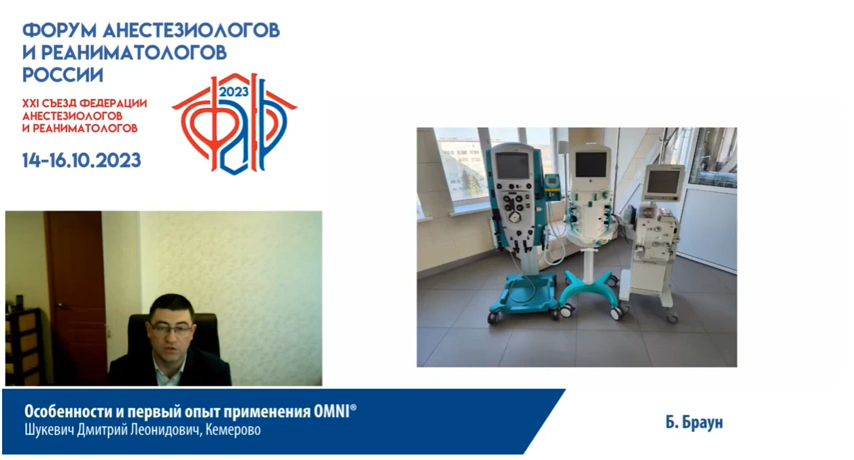 ФОРУМ АНЕСТЕЗИОЛОГОВ
И РЕАНИМАТОЛОГОВ
РОССИИ
XXI СЪЕЗД ФЕДЕРАЦИИ
АНЕСТЕЗИОЛОГОВ
И РЕАНИМАТОЛОГОВ
14-16.10.2023
2023
ФАР
Особенности и первый опыт применения OMNI®
Шукевич Дмитрий Леонидович, Кемерово
Б. Браун